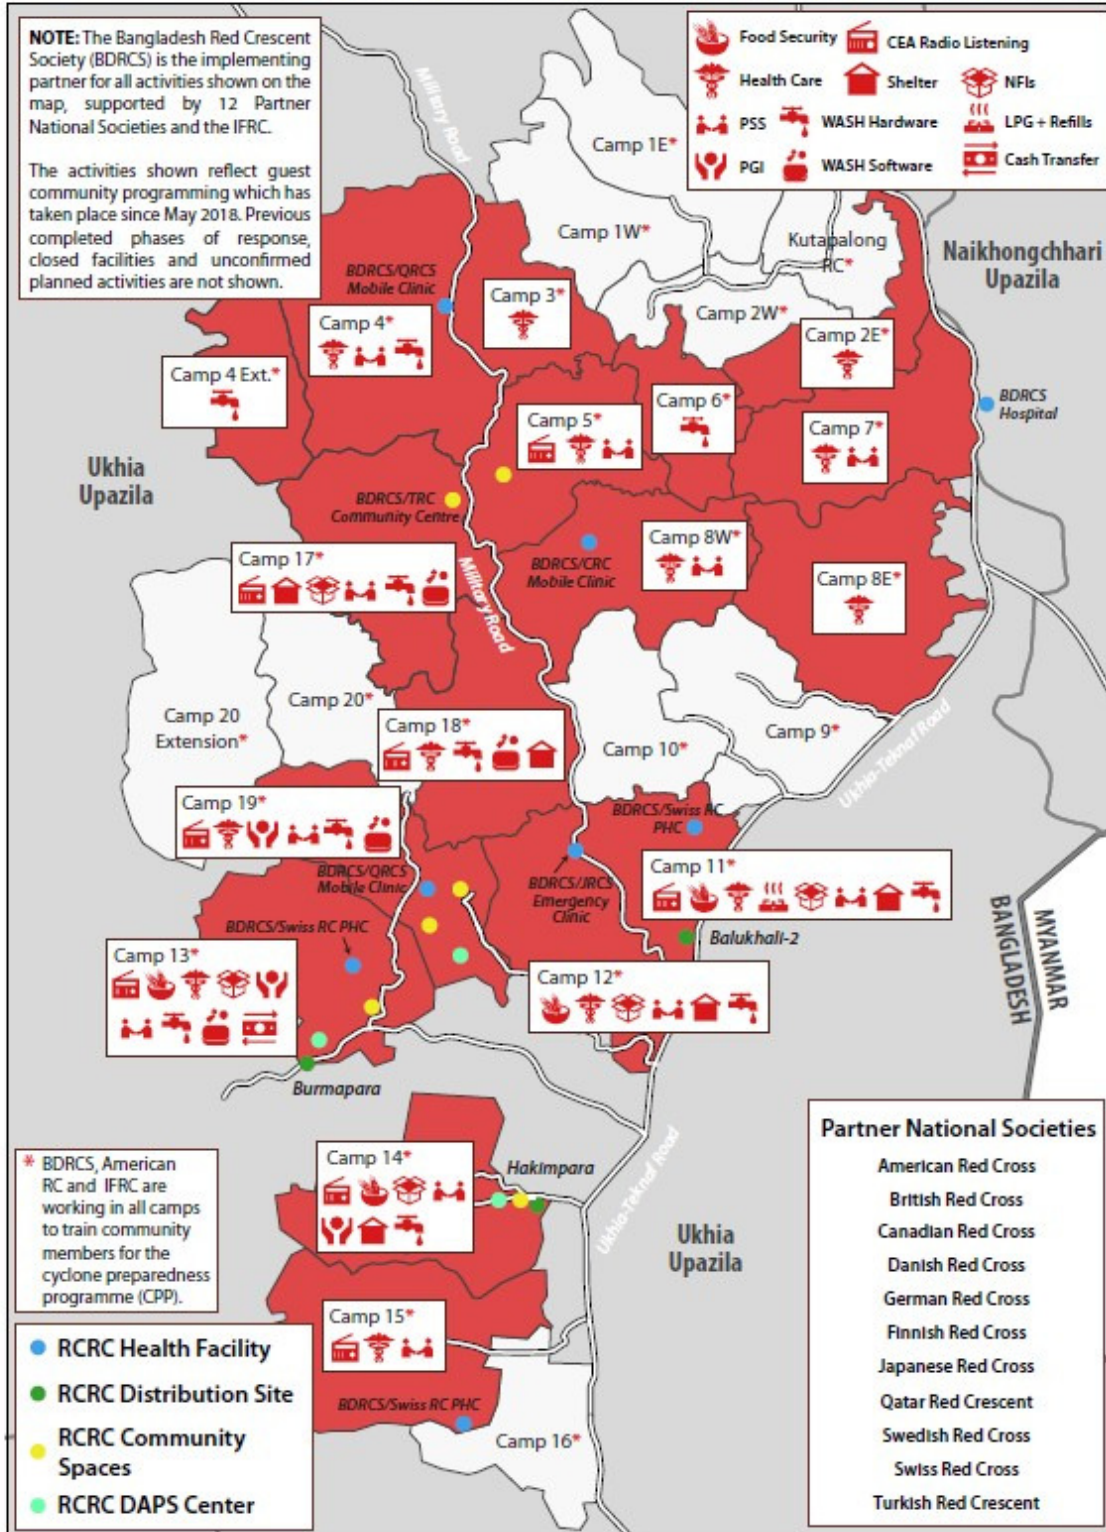 NOTE: The Bangladesh Red Crescent
Society (BDRCS) is the implementing
partner for all activities shown on the
map, supported by 12 Partner
National Societies and the IFRC.
The activities shown reflect guest
community programming which has
taken place since May 2018. Previous
completed phases of response,
closed facilities and unconfirmed
planned activities are not shown.
Food Security
CEA Radio Listening
Health Care
Shelter
NFIs
PSS
WASH Hardware
LPG + Refills
PGI
WASH Software
Cash Transfer
Military Road
Camp 1E*
Camp 1W*
Kutapalong
RC*
Naikhongchhari
Upazila
BDRCS/QRCS
Mobile Clinic
Camp 3*
Camp 2W*
Camp 4*
Camp 2E*
Camp 4 Ext.*
Camp 6*
BDRCS
Hospital
Camp 5*
Camp 7*
Ukhia
Upazila
BDRCS/TRC
Community Centre
Camp 8W*
BDRCS/CRC
Mobile Clinic
Camp 17*
Military Road
Camp 8E*
Camp 20
Extension*
Camp 20*
Camp 18*
Camp 10*
Camp 9*
Ukhia-Teknaf Road
Camp 19*
BDRCS/Swiss RC
PHC
BDRCS/QRCS
Mobile Clinic
BDRCS/JRCS
Emergency
Clinic
Camp 11*
BDRCS/Swiss RC PHC
Balukhali-2
Camp 13*
Camp 12*
BANGLADESH
MYANMAR
Burmapara
* BDRCS, American
RC and IFRC are
working in all camps
to train community
members for the
cyclone preparedness
programme (CPP).
Camp 14*
Hakimpara
Ukhia-Teknaf Road
Ukhia
Upazila
Camp 15*
BDRCS/Swiss RC PHC
Camp 16*
RCRC Health Facility
RCRC Distribution Site
RCRC Community
Spaces
RCRC DAPS Center
Partner National Societies
American Red Cross
British Red Cross
Canadian Red Cross
Danish Red Cross
German Red Cross
Finnish Red Cross
Japanese Red Cross
Qatar Red Crescent
Swedish Red Cross
Swiss Red Cross
Turkish Red Crescent